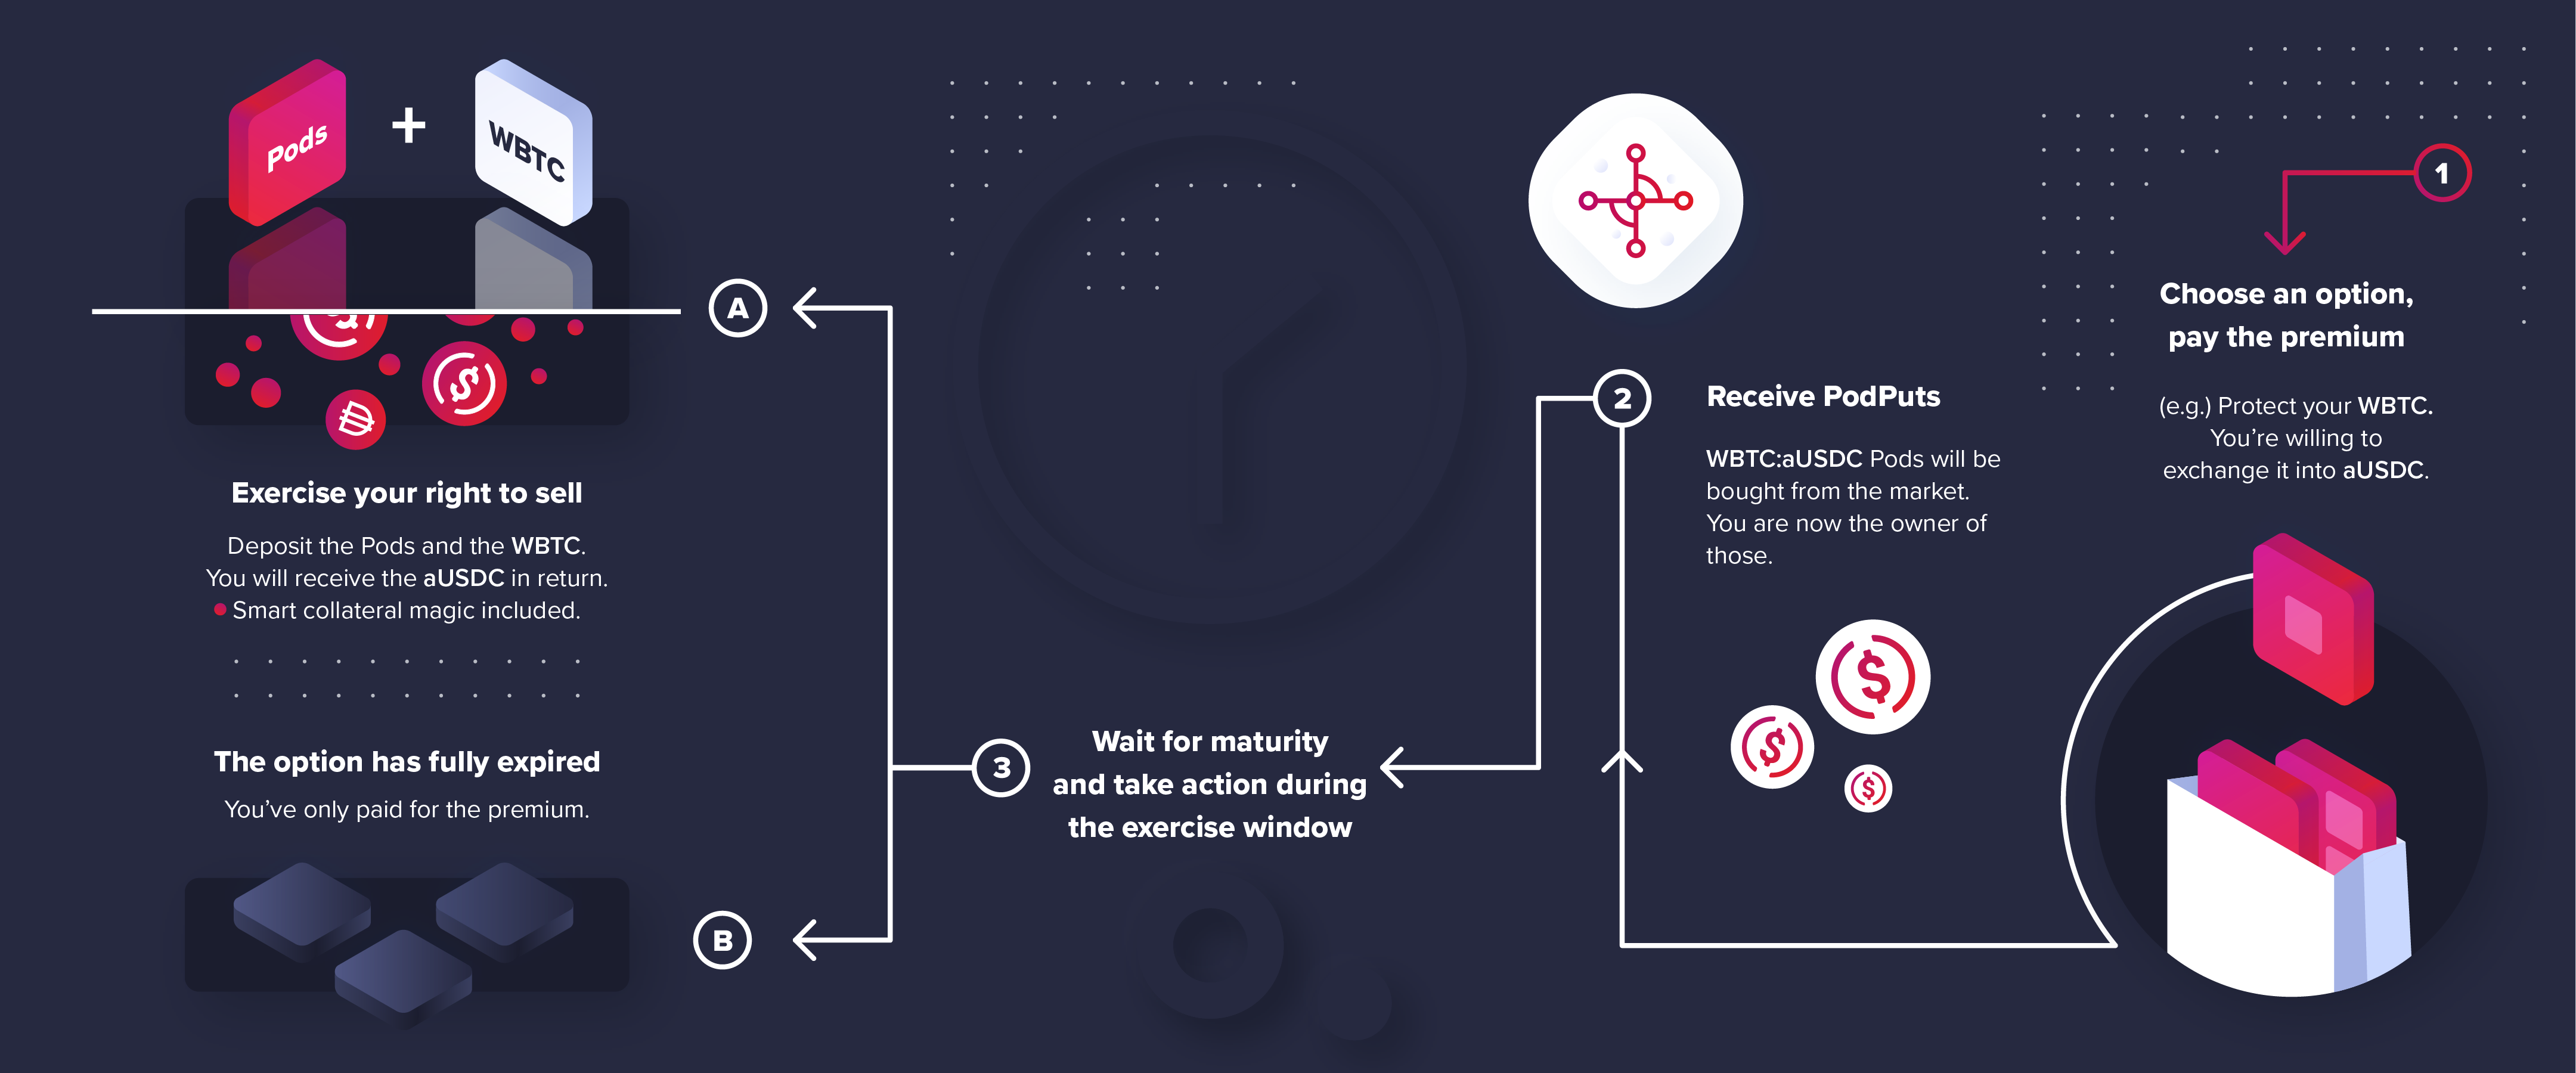 1
Choose an option,
pay the premium
(e.g.) Protect your WBTC.
You’re willing to
exchange it into aUSDC.
2
Receive PodPuts
WBTC:aUSDC Pods will be
bought from the market.
You are now the owner of
those.
3
Wait for maturity
and take action during
the exercise window
A
Pods
+
WBTC
Exercise your right to sell
Deposit the Pods and the WBTC.
You will receive the aUSDC in return.
Smart collateral magic included.
B
The option has fully expired
You’ve only paid for the premium.